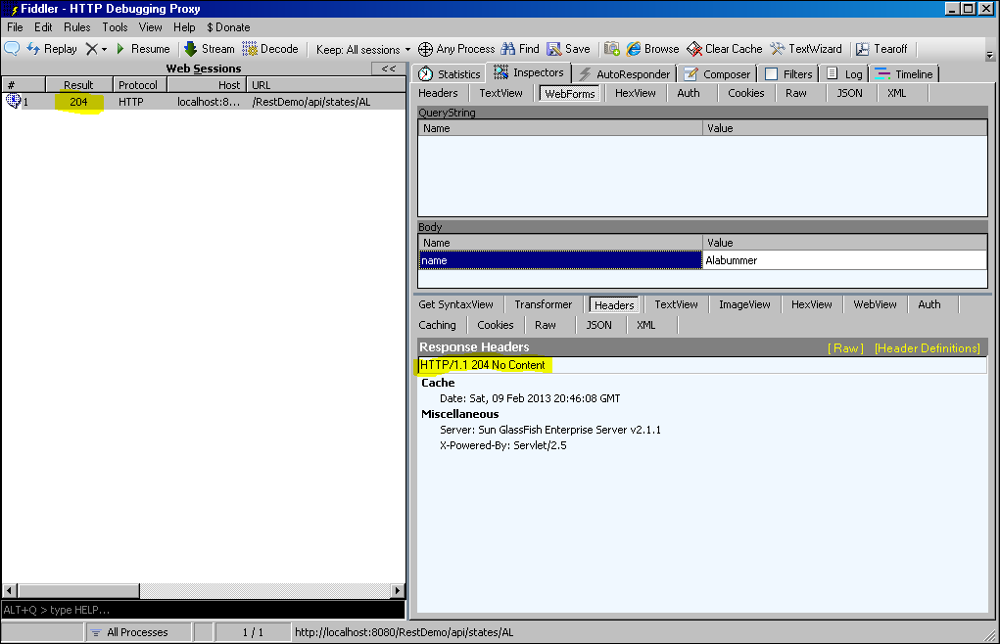 Fiddler - HTTP Debugging Proxy
File Edit Rules Tools View Help $ Donate
Replay Resume Stream Decode Keep: All sessions Any Process Find Save Browse Clear Cache TextWizard Tearoff
Web Sessions <<
# Result Protocol Host URL
1 204 HTTP localhost:8... /RestDemo/api/states/AL
Statistics Inspectors AutoResponder Composer Filters Log Timeline
Headers TextView WebForms HexView Auth Cookies Raw JSON XML
QueryString
Name Value
Body
Name Value
name Alabummer
Get SyntaxView Transformer Headers TextView ImageView HexView WebView Auth
Caching Cookies Raw JSON XML
Response Headers [Raw] [Header Definitions]
HTTP/1.1 204 No Content
Cache
Date: Sat, 09 Feb 2013 20:46:08 GMT
Miscellaneous
Server: Sun GlassFish Enterprise Server v2.1.1
X-Powered-By: Servlet/2.5
ALT+Q > type HELP...
All Processes 1 / 1 http://localhost:8080/RestDemo/api/states/AL